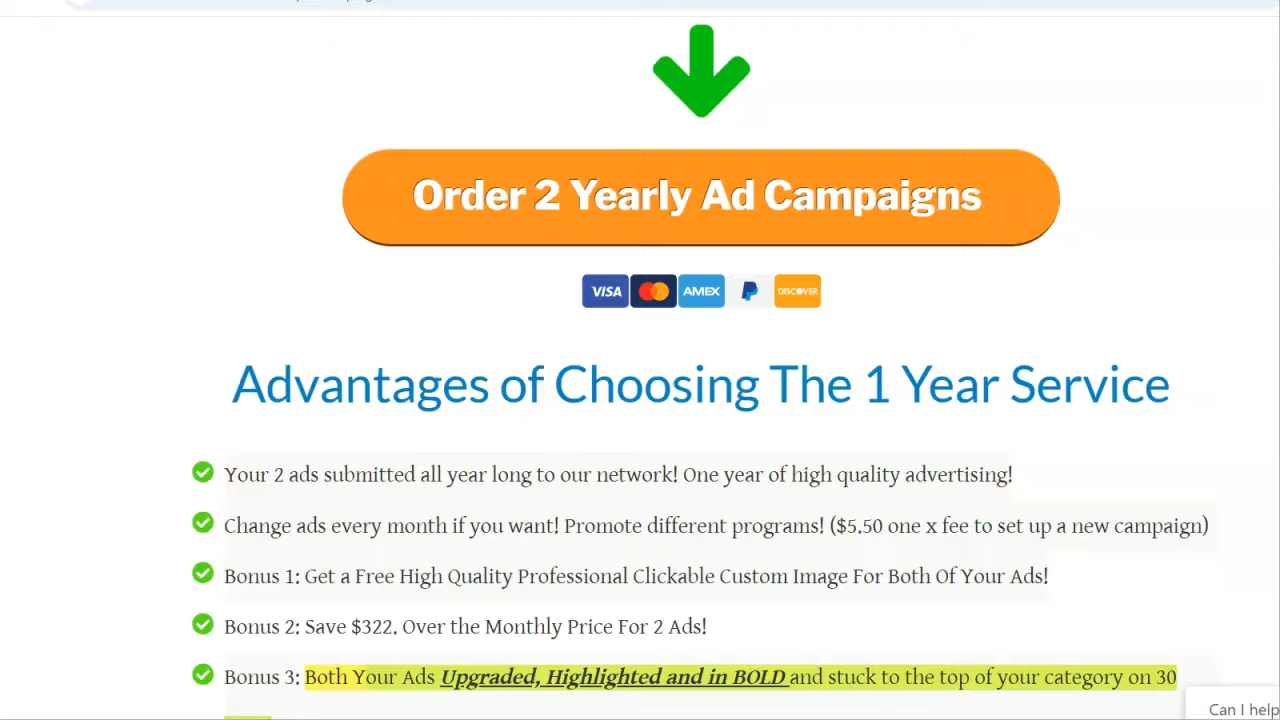 Order 2 Yearly Ad Campaigns
VISA AMEX DISCOVER
Advantages of Choosing The 1 Year Service
Your 2 ads submitted all year long to our network! One year of high quality advertising!
Change ads every month if you want! Promote different programs! ($5.50 one x fee to set up a new campaign)
Bonus 1: Get a Free High Quality Professional Clickable Custom Image For Both Of Your Ads!
Bonus 2: Save $322. Over the Monthly Price For 2 Ads!
Bonus 3: Both Your Ads Upgraded, Highlighted and in BOLD and stuck to the top of your category on 30
Can I help